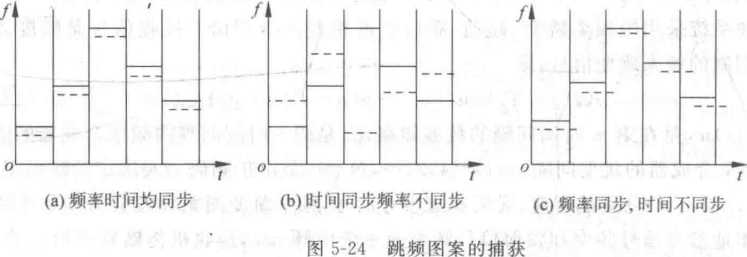 f
f
f
o
t
o
t
o
t
(a) 频率时间均同步
(b) 时间同步频率不同步
(c) 频率同步,时间不同步
图 5-24 跳频图案的捕获